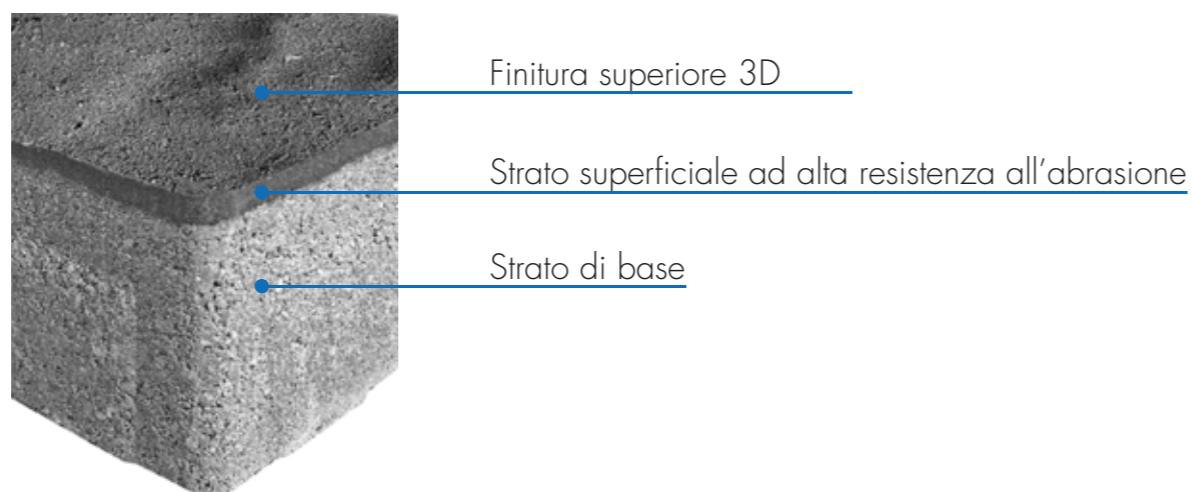 Finitura superiore 3D
Strato superficiale ad alta resistenza all’abrasione
Strato di base